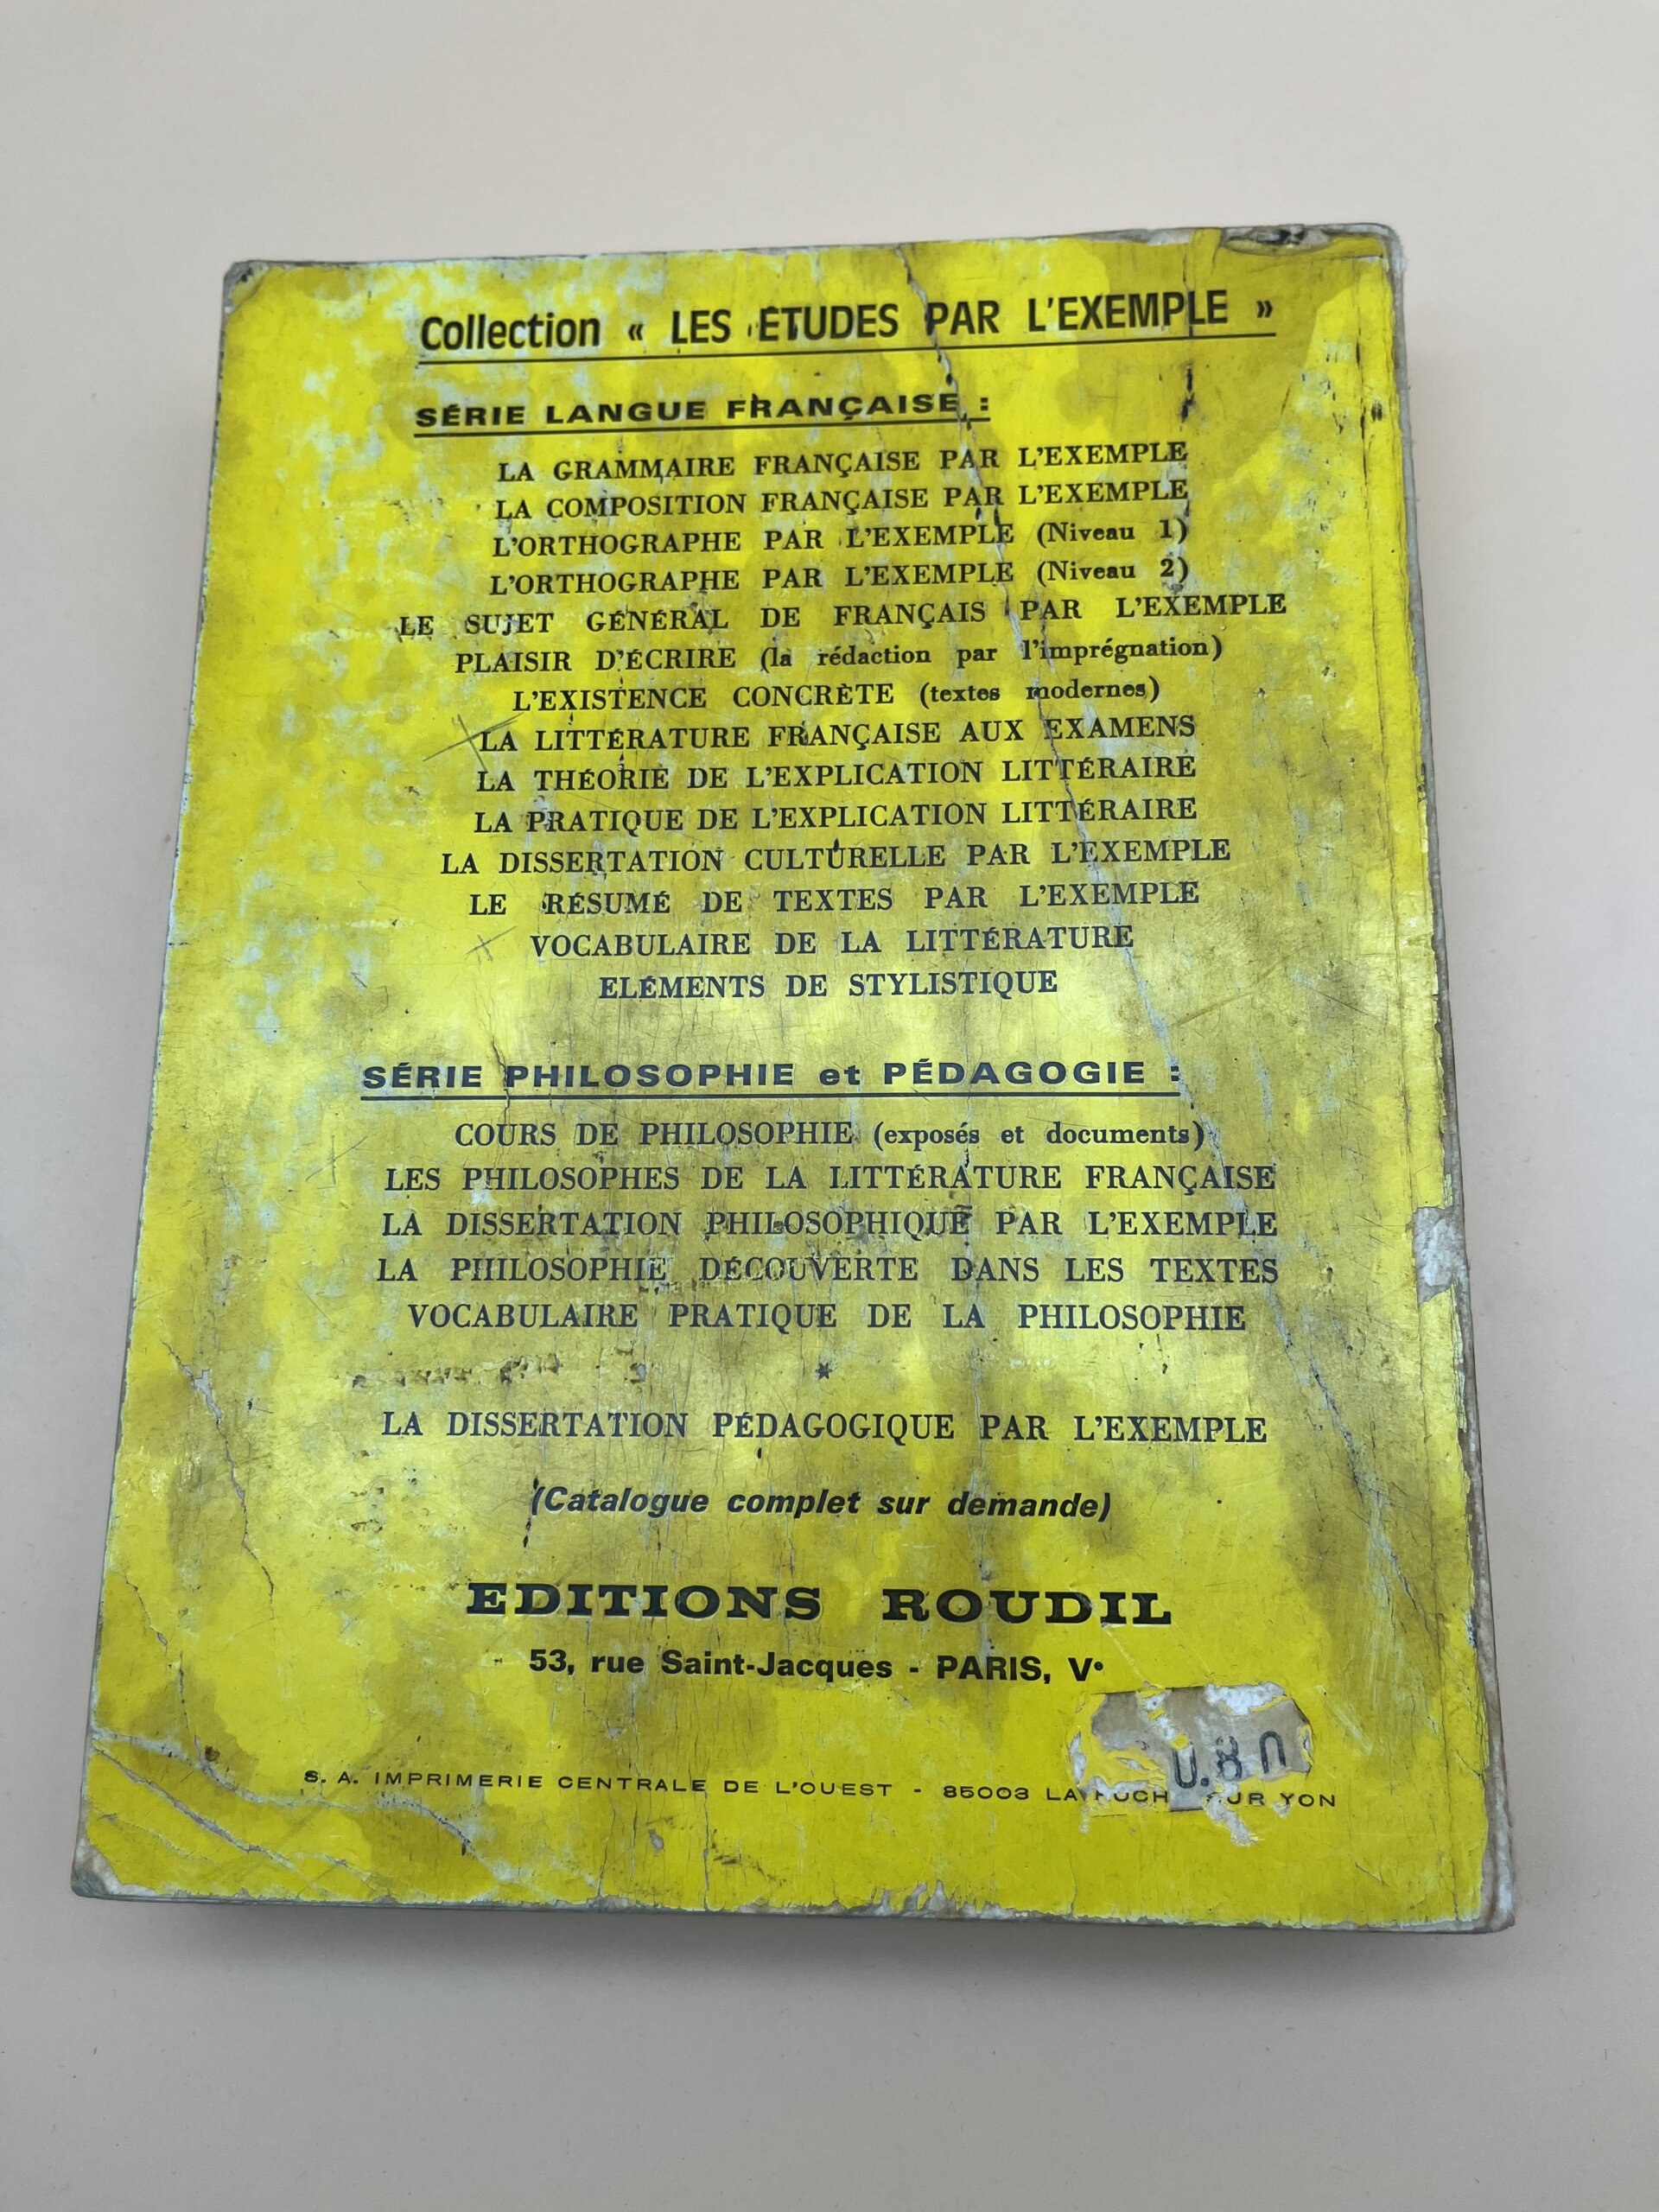 Collection « LES ÉTUDES PAR L'EXEMPLE »
SÉRIE LANGUE FRANÇAISE :
LA GRAMMAIRE FRANÇAISE PAR L'EXEMPLE
LA COMPOSITION FRANÇAISE PAR L'EXEMPLE
L'ORTHOGRAPHE PAR L'EXEMPLE (Niveau 1)
L'ORTHOGRAPHE PAR L'EXEMPLE (Niveau 2)
LE SUJET GÉNÉRAL DE FRANÇAIS PAR L'EXEMPLE
PLAISIR D'ÉCRIRE (la rédaction par l'imprégnation)
L'EXISTENCE CONCRÈTE (textes modernes)
LA LITTÉRATURE FRANÇAISE AUX EXAMENS
LA THÉORIE DE L'EXPLICATION LITTÉRAIRE
LA PRATIQUE DE L'EXPLICATION LITTÉRAIRE
LA DISSERTATION CULTURELLE PAR L'EXEMPLE
LE RÉSUMÉ DE TEXTES PAR L'EXEMPLE
VOCABULAIRE DE LA LITTÉRATURE
ELÉMENTS DE STYLISTIQUE
SÉRIE PHILOSOPHIE et PÉDAGOGIE :
COURS DE PHILOSOPHIE (exposés et documents)
LES PHILOSOPHES DE LA LITTÉRATURE FRANÇAISE
LA DISSERTATION PHILOSOPHIQUE PAR L'EXEMPLE
LA PHILOSOPHIE DÉCOUVERTE DANS LES TEXTES
VOCABULAIRE PRATIQUE DE LA PHILOSOPHIE
*
LA DISSERTATION PÉDAGOGIQUE PAR L'EXEMPLE
(Catalogue complet sur demande)
EDITIONS ROUDIL
53, rue Saint-Jacques - PARIS, Vᵉ
0.80
S. A. IMPRIMERIE CENTRALE DE L'OUEST - 85003 LA ROCHE SUR YON